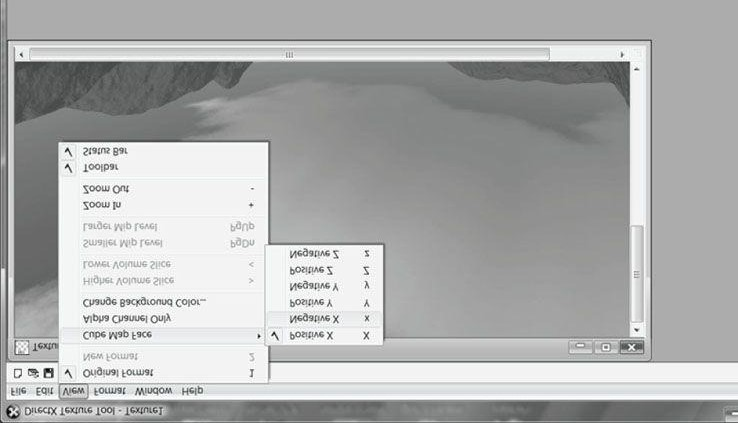 DirectX Texture Tool - Texture1
File Edit View Format Window Help
Original Format 1
New Format 2
Cube Map Face
Alpha Channel Only
Change Background Color...
Higher Volume Slice >
Lower Volume Slice <
Smaller Mip Level PgDn
Larger Mip Level PgUp
Zoom In +
Zoom Out -
Toolbar
Status Bar
Positive X X
Negative X x
Positive Y Y
Negative Y y
Positive Z Z
Negative Z z